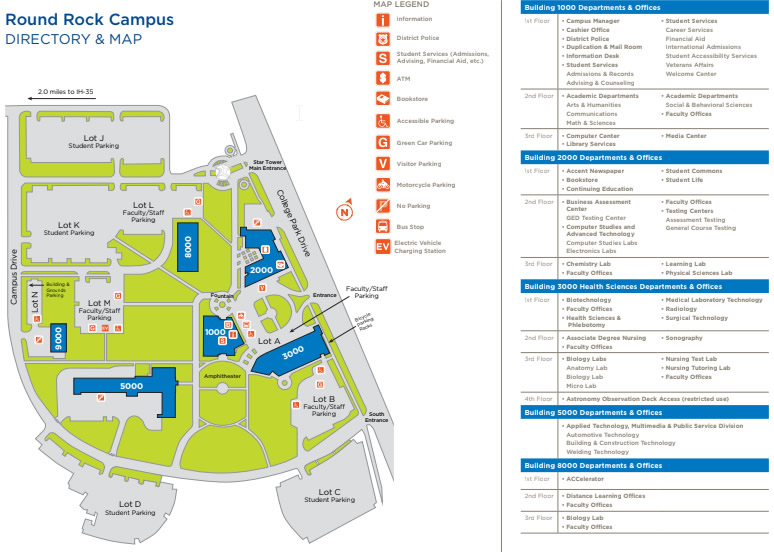 Round Rock Campus
DIRECTORY & MAP
2.0 miles to IH-35
Lot J
Student Parking
Star Tower
Main Entrance
Lot L
Faculty/Staff
Parking
Lot K
Student Parking
College Park Drive
8000
2000
Campus Drive
Building &
Grounds
Parking
Lot N
Lot M
Faculty/Staff
Parking
G
EV
9000
Fountain
Entrance
Faculty/Staff
Parking
Bicycle
Parking
Racks
V
1000
S
Lot A
3000
Amphitheater
5000
G
Lot B
Faculty/Staff
Parking
South
Entrance
Lot D
Student Parking
Lot C
Student Parking
MAP LEGEND
i Information
District Police
S Student Services (Admissions,
Advising, Financial Aid, etc.)
$ ATM
Bookstore
Accessible Parking
G Green Car Parking
V Visitor Parking
Motorcycle Parking
P No Parking
N
Bus Stop
EV Electric Vehicle
Charging Station
Building 1000 Departments & Offices
1st Floor
• Campus Manager
• Cashier Office
• District Police
• Duplication & Mail Room
• Information Desk
• Student Services
Admissions & Records
Advising & Counseling
• Student Services
Career Services
Financial Aid
International Admissions
Student Accessibility Services
Veterans Affairs
Welcome Center
2nd Floor
• Academic Departments
Arts & Humanities
Communications
Math & Sciences
• Academic Departments
Social & Behavioral Sciences
• Faculty Offices
3rd Floor
• Computer Center
• Library Services
• Media Center
Building 2000 Departments & Offices
1st Floor
• Accent Newspaper
• Bookstore
• Continuing Education
• Student Commons
• Student Life
2nd Floor
• Business Assessment
Center
GED Testing Center
• Computer Studies and
Advanced Technology
Computer Studies Labs
Electronics Labs
• Faculty Offices
• Testing Centers
Assessment Testing
General Course Testing
3rd Floor
• Chemistry Lab
• Faculty Offices
• Learning Lab
• Physical Sciences Lab
Building 3000 Health Sciences Departments & Offices
1st Floor
• Biotechnology
• Faculty Offices
• Health Sciences &
Phlebotomy
• Medical Laboratory Technology
• Radiology
• Surgical Technology
2nd Floor
• Associate Degree Nursing
• Faculty Offices
• Sonography
3rd Floor
• Biology Labs
Anatomy Lab
Biology Lab
Micro Lab
• Nursing Test Lab
• Nursing Tutoring Lab
• Faculty Offices
4th Floor
• Astronomy Observation Deck Access (restricted use)
Building 5000 Departments & Offices
• Applied Technology, Multimedia & Public Service Division
Automotive Technology
Building & Construction Technology
Welding Technology
Building 8000 Departments & Offices
1st Floor
• ACCelerator
2nd Floor
• Distance Learning Offices
• Faculty Offices
3rd Floor
• Biology Lab
• Faculty Offices